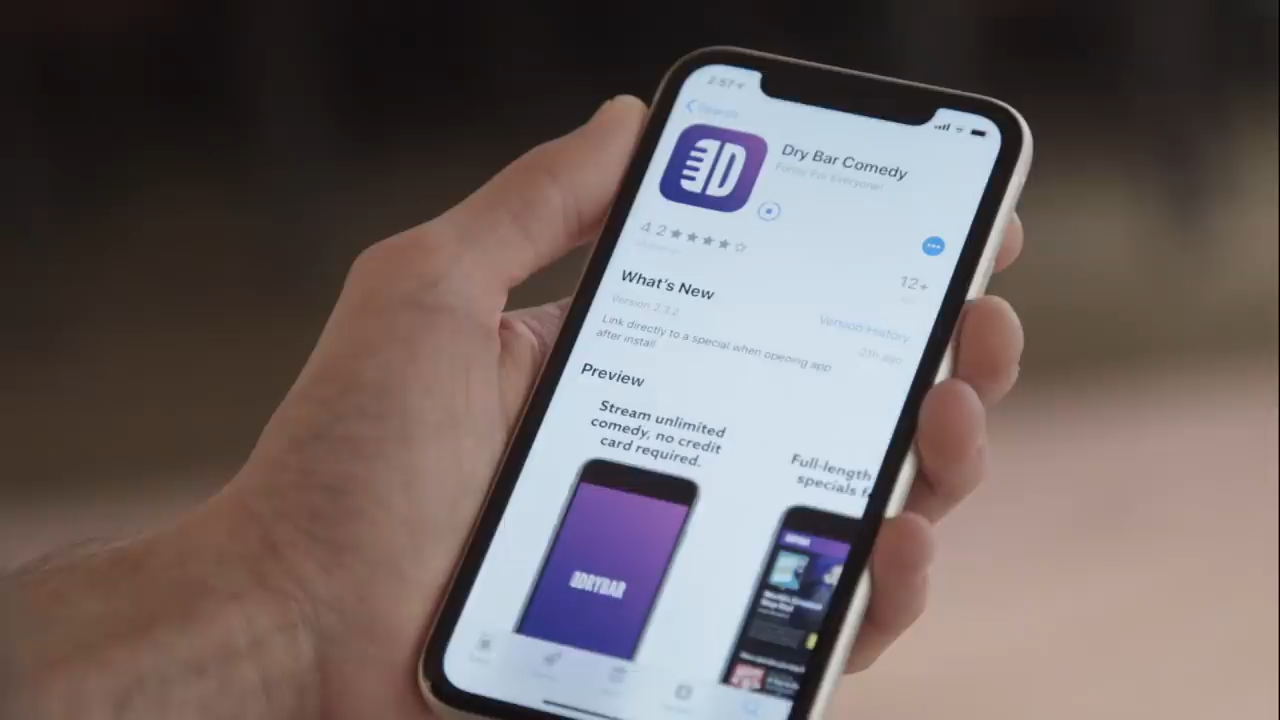 2:57
Search
Dry Bar Comedy
Funny For Everyone!
4.2
12+
What's New
Version History
Version 2.3.2
21h ago
Link directly to a special when opening app
after install
Preview
Stream unlimited
comedy, no credit
card required.
Full-length
specials f
DRYBAR